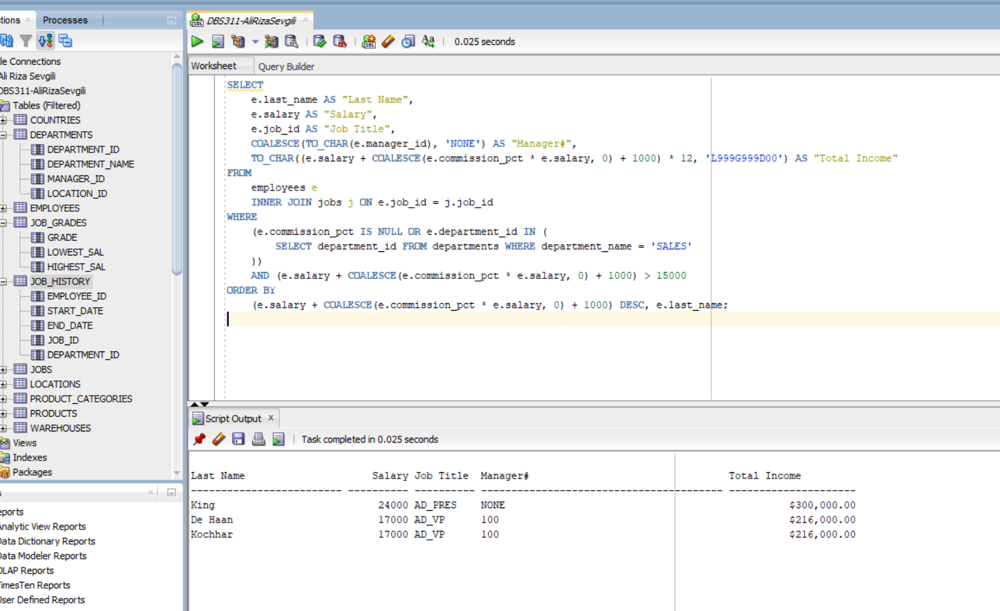 tions
Processes
DBS311-AliRizaSevgili
0.025 seconds
Worksheet
Query Builder
le Connections
Ali Riza Sevgili
DBS311-AliRizaSevgili
Tables (Filtered)
COUNTRIES
DEPARTMENTS
DEPARTMENT_ID
DEPARTMENT_NAME
MANAGER_ID
LOCATION_ID
EMPLOYEES
JOB_GRADES
GRADE
LOWEST_SAL
HIGHEST_SAL
JOB_HISTORY
EMPLOYEE_ID
START_DATE
END_DATE
JOB_ID
DEPARTMENT_ID
JOBS
LOCATIONS
PRODUCT_CATEGORIES
PRODUCTS
WAREHOUSES
Views
Indexes
Packages
s
eports
Analytic View Reports
Data Dictionary Reports
Data Modeler Reports
OLAP Reports
TimesTen Reports
User Defined Reports
SELECT
e.last_name AS "Last Name",
e.salary AS "Salary",
e.job_id AS "Job Title",
COALESCE(TO_CHAR(e.manager_id), 'NONE') AS "Manager#",
TO_CHAR((e.salary + COALESCE(e.commission_pct * e.salary, 0) + 1000) * 12, 'L999G999D00') AS "Total Income"
FROM
employees e
INNER JOIN jobs j ON e.job_id = j.job_id
WHERE
(e.commission_pct IS NULL OR e.department_id IN (
SELECT department_id FROM departments WHERE department_name = 'SALES'
))
AND (e.salary + COALESCE(e.commission_pct * e.salary, 0) + 1000) > 15000
ORDER BY
(e.salary + COALESCE(e.commission_pct * e.salary, 0) + 1000) DESC, e.last_name;
Script Output
Task completed in 0.025 seconds
Last Name Salary Job Title Manager# Total Income
------------------------- ---------- ---------- ---------------------------------------- ---------------------
King 24000 AD_PRES NONE $300,000.00
De Haan 17000 AD_VP 100 $216,000.00
Kochhar 17000 AD_VP 100 $216,000.00